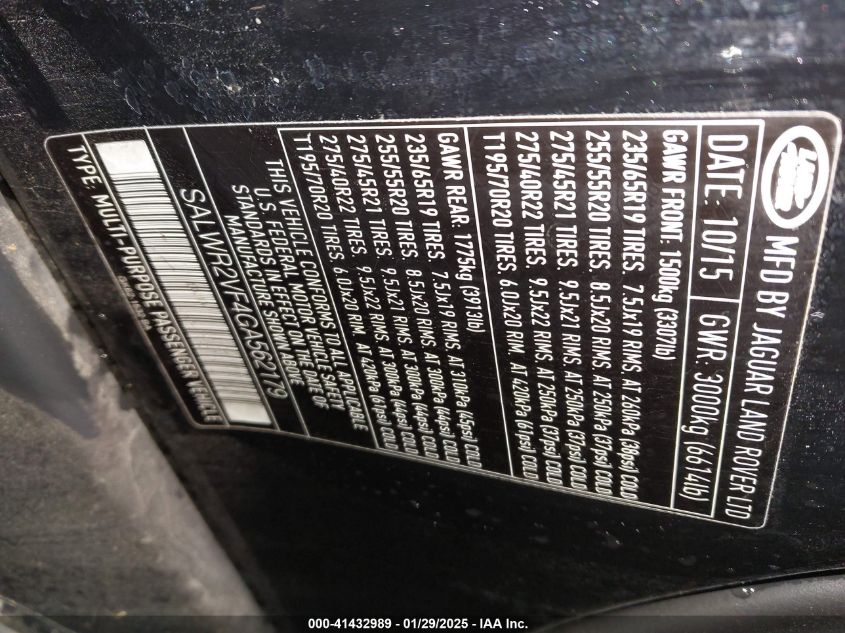 LAND ROVER
MFD BY JAGUAR LAND ROVER LTD
DATE: 10/15 GWR: 3000kg (6614lb)
GAWR FRONT: 1500kg (3307lb)
235/65R19 TIRES, 7.5Jx19 RIMS AT 260kPa (38psi) COLD
255/55R20 TIRES, 8.5Jx20 RIMS AT 250kPa (37psi) COLD
275/45R21 TIRES, 9.5Jx21 RIMS AT 250kPa (37psi) COLD
275/40R22 TIRES, 9.5Jx22 RIMS AT 250kPa (37psi) COLD
T195/70R20 TIRES, 6.0Jx20 RIM, AT 420kPa (61psi) COLD
GAWR REAR: 1775kg (3913lb)
235/65R19 TIRES, 7.5Jx19 RIMS AT 310kPa (45psi) COLD
255/55R20 TIRES, 8.5Jx20 RIMS AT 300kPa (44psi) COLD
275/45R21 TIRES, 9.5Jx21 RIMS AT 300kPa (44psi) COLD
275/40R22 TIRES, 9.5Jx22 RIMS AT 300kPa (44psi) COLD
T195/70R20 TIRES, 6.0Jx20 RIM, AT 420kPa (61psi) COLD
THIS VEHICLE CONFORMS TO ALL APPLICABLE
U.S. FEDERAL MOTOR VEHICLE SAFETY
STANDARDS IN EFFECT ON THE DATE OF
MANUFACTURE SHOWN ABOVE
SALWR2VF4GA562179
TYPE MULTI-PURPOSE PASSENGER VEHICLE
000-41432989 - 01/29/2025 - IAA Inc.